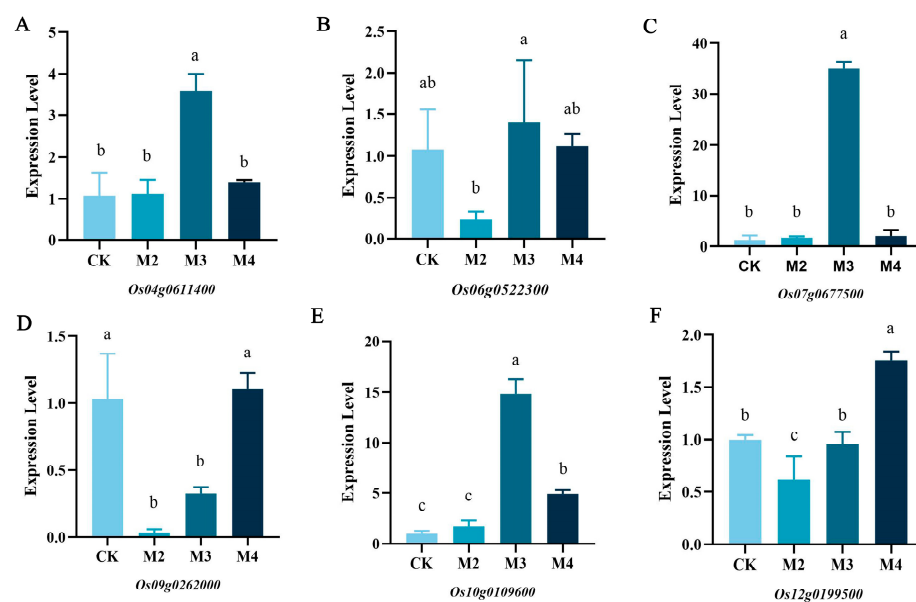 A
Expression Level
5
4
3
2
1
0
b
b
a
b
CK
M2
M3
M4
Os04g0611400
B
Expression Level
2.5
2.0
1.5
1.0
0.5
0.0
ab
b
a
ab
CK
M2
M3
M4
Os06g0522300
C
Expression Level
40
30
20
10
0
b
b
a
b
CK
M2
M3
M4
Os07g0677500
D
Expression Level
1.5
1.0
0.5
0.0
a
b
b
a
CK
M2
M3
M4
Os09g0262000
E
Expression Level
20
15
10
5
0
c
c
a
b
CK
M2
M3
M4
Os10g0109600
F
Expression Level
2.0
1.5
1.0
0.5
0.0
b
c
b
a
CK
M2
M3
M4
Os12g0199500